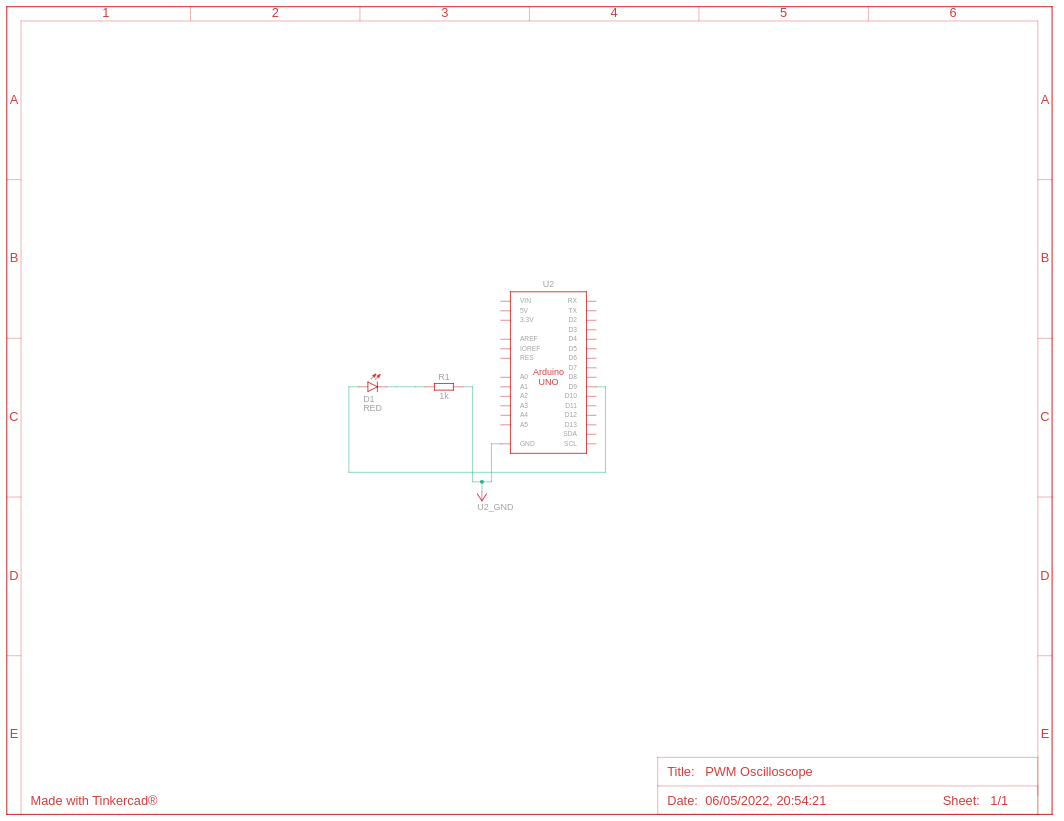 1 2 3 4 5 6
A A
B B
U2
VIN RX
5V TX
3.3V D2
D3
AREF D4
IOREF D5
RES D6
D7
Arduino
UNO
A0 D8
A1 D9
A2 D10
A3 D11
A4 D12
A5 D13
SDA
GND SCL
R1
1k
D1
RED
C C
U2_GND
D D
E E
Title: PWM Oscilloscope
Made with Tinkercad®
Date: 06/05/2022, 20:54:21 Sheet: 1/1